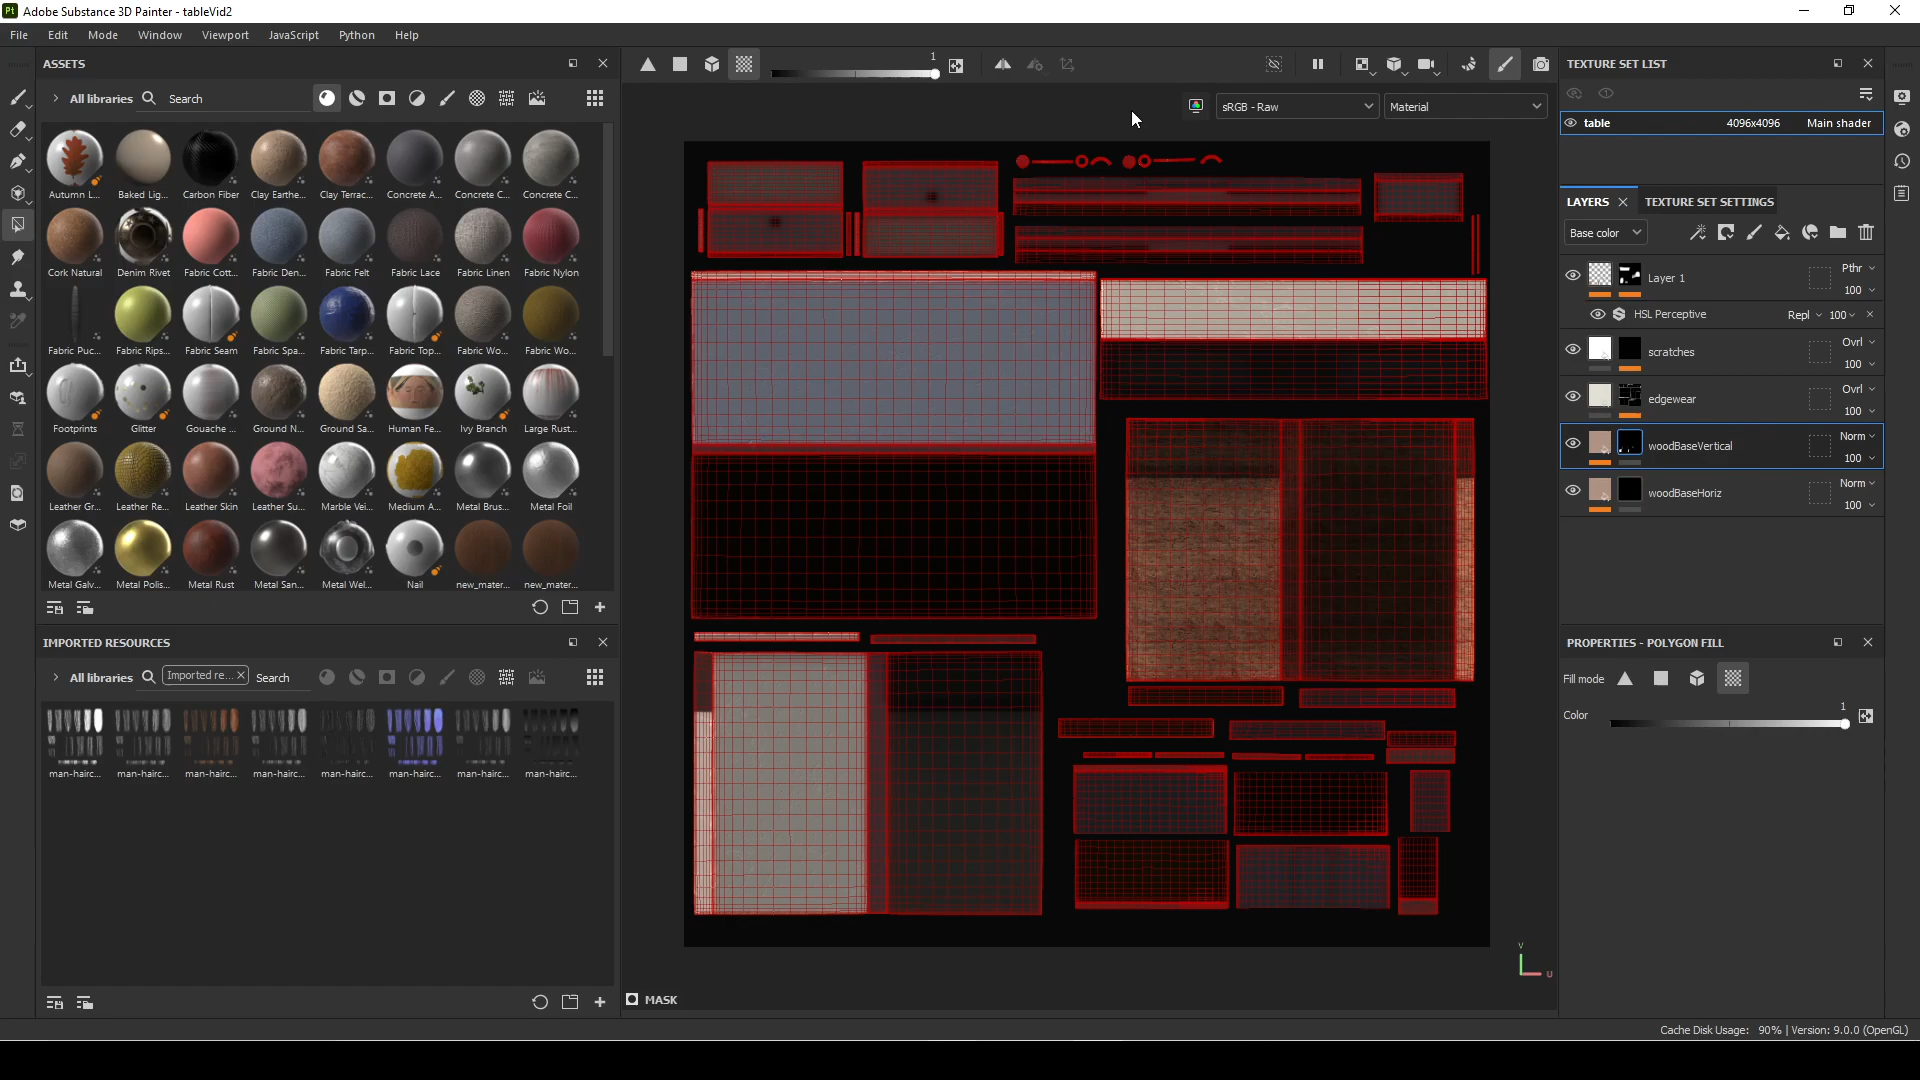 Pt Adobe Substance 3D Painter - tableVid2
File Edit Mode Window Viewport JavaScript Python Help
ASSETS
All libraries Search
Autumn L... Baked Lig... Carbon Fiber Clay Earthe... Clay Terrac... Concrete A... Concrete C... Concrete C...
Cork Natural Denim Rivet Fabric Cott... Fabric Den... Fabric Felt Fabric Lace Fabric Linen Fabric Nylon
Fabric Puc... Fabric Rips... Fabric Seam Fabric Spa... Fabric Tarp... Fabric Top... Fabric Wo... Fabric Wo...
Footprints Glitter Gouache ... Ground N... Ground Sa... Human Fe... Ivy Branch Large Rust...
Leather Gr... Leather Re... Leather Skin Leather Su... Marble Vei... Medium A... Metal Brus... Metal Foil
Metal Galv... Metal Polis... Metal Rust Metal San... Metal Wel... Nail new_mater... new_mater...
IMPORTED RESOURCES
All libraries Imported re... Search
man-hairc... man-hairc... man-hairc... man-hairc... man-hairc... man-hairc... man-hairc... man-hairc...
1
sRGB - Raw Material
V
U
MASK
TEXTURE SET LIST
table 4096x4096 Main shader
LAYERS TEXTURE SET SETTINGS
Base color
Layer 1 Pthr 100
HSL Perceptive Repl 100
scratches Ovrl 100
edgewear Ovrl 100
woodBaseVertical Norm 100
woodBaseHoriz Norm 100
PROPERTIES - POLYGON FILL
Fill mode
Color 1
Cache Disk Usage: 90% | Version: 9.0.0 (OpenGL)